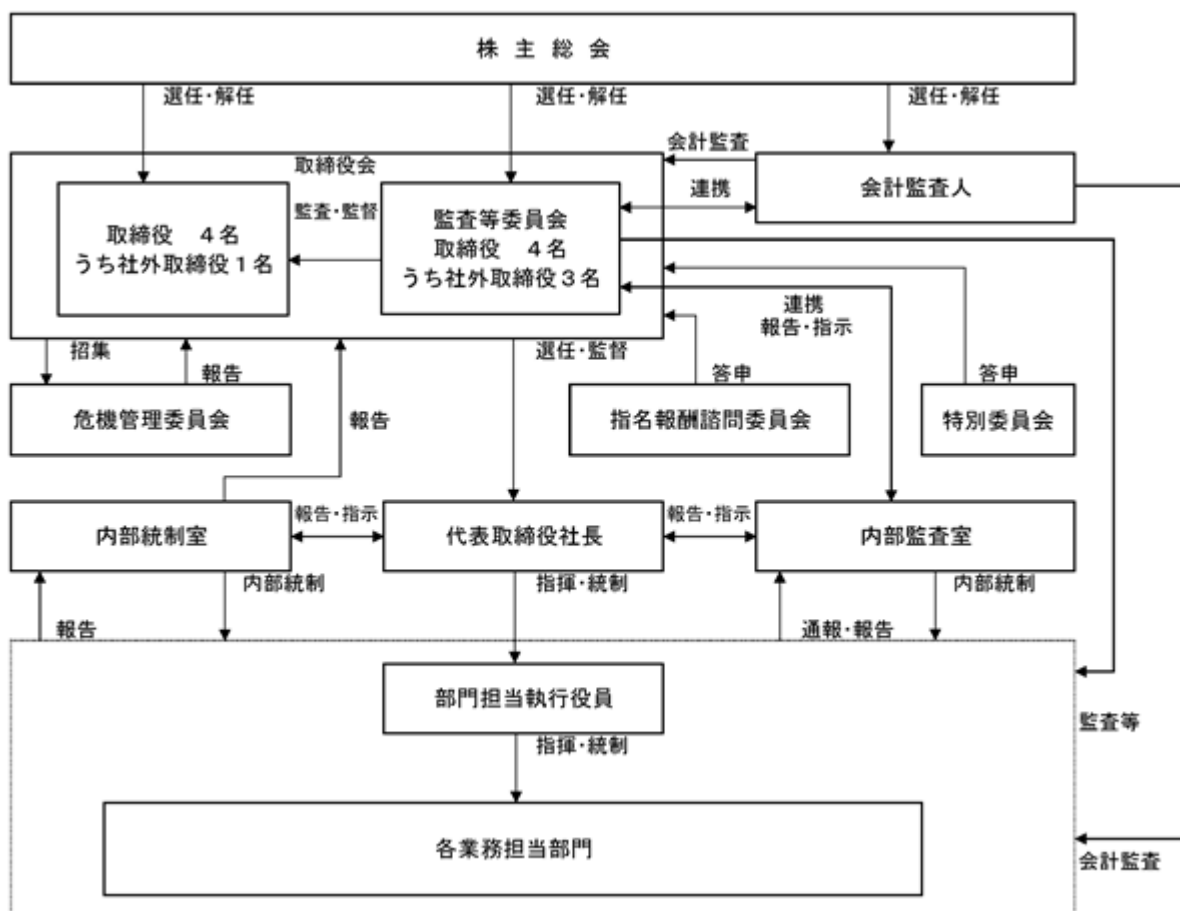 株 主 総 会
選任・解任
選任・解任
選任・解任
会計監査
取締役会
会計監査人
連携
監査・監督
監査等委員会
取締役　４名
うち社外取締役３名
取締役　４名
うち社外取締役１名
連携
報告・指示
招集
報告
選任・監督
答申
答申
危機管理委員会
報告
指名報酬諮問委員会
特別委員会
内部統制室
報告・指示
代表取締役社長
報告・指示
内部監査室
内部統制
指揮・統制
内部統制
報告
通報・報告
部門担当執行役員
監査等
指揮・統制
各業務担当部門
会計監査